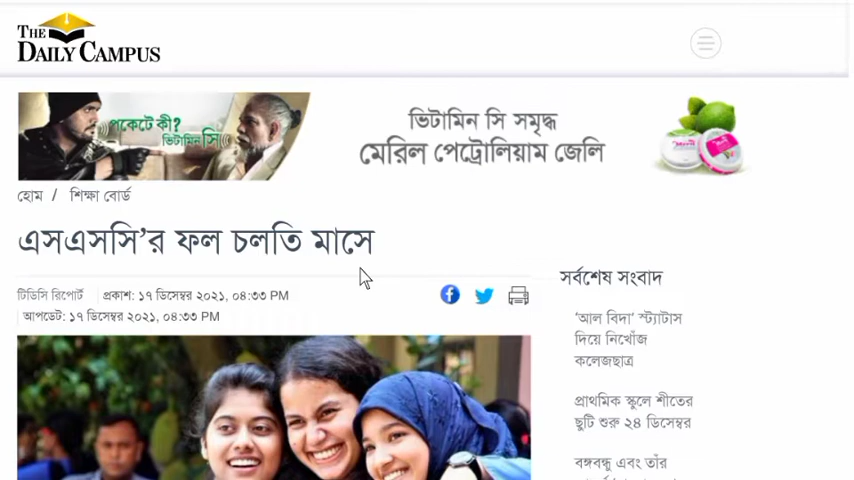 THE
DAILY CAMPUS
পকেটে কী?
ভিটামিন সি
ভিটামিন সি সমৃদ্ধ
মেরিল পেট্রোলিয়াম জেলি
হোম / শিক্ষা বোর্ড
এসএসসি’র ফল চলতি মাসে
টিডিসি রিপোর্ট
প্রকাশ: ১৭ ডিসেম্বর ২০২১, ০৪:৩৩ PM
আপডেট: ১৭ ডিসেম্বর ২০২১, ০৪:৩৩ PM
সর্বশেষ সংবাদ
‘আল বিদা’ স্ট্যাটাস
দিয়ে নিখোঁজ
কলেজছাত্র
প্রাথমিক স্কুলে শীতের
ছুটি শুরু ২৪ ডিসেম্বর
বঙ্গবন্ধু এবং তাঁর